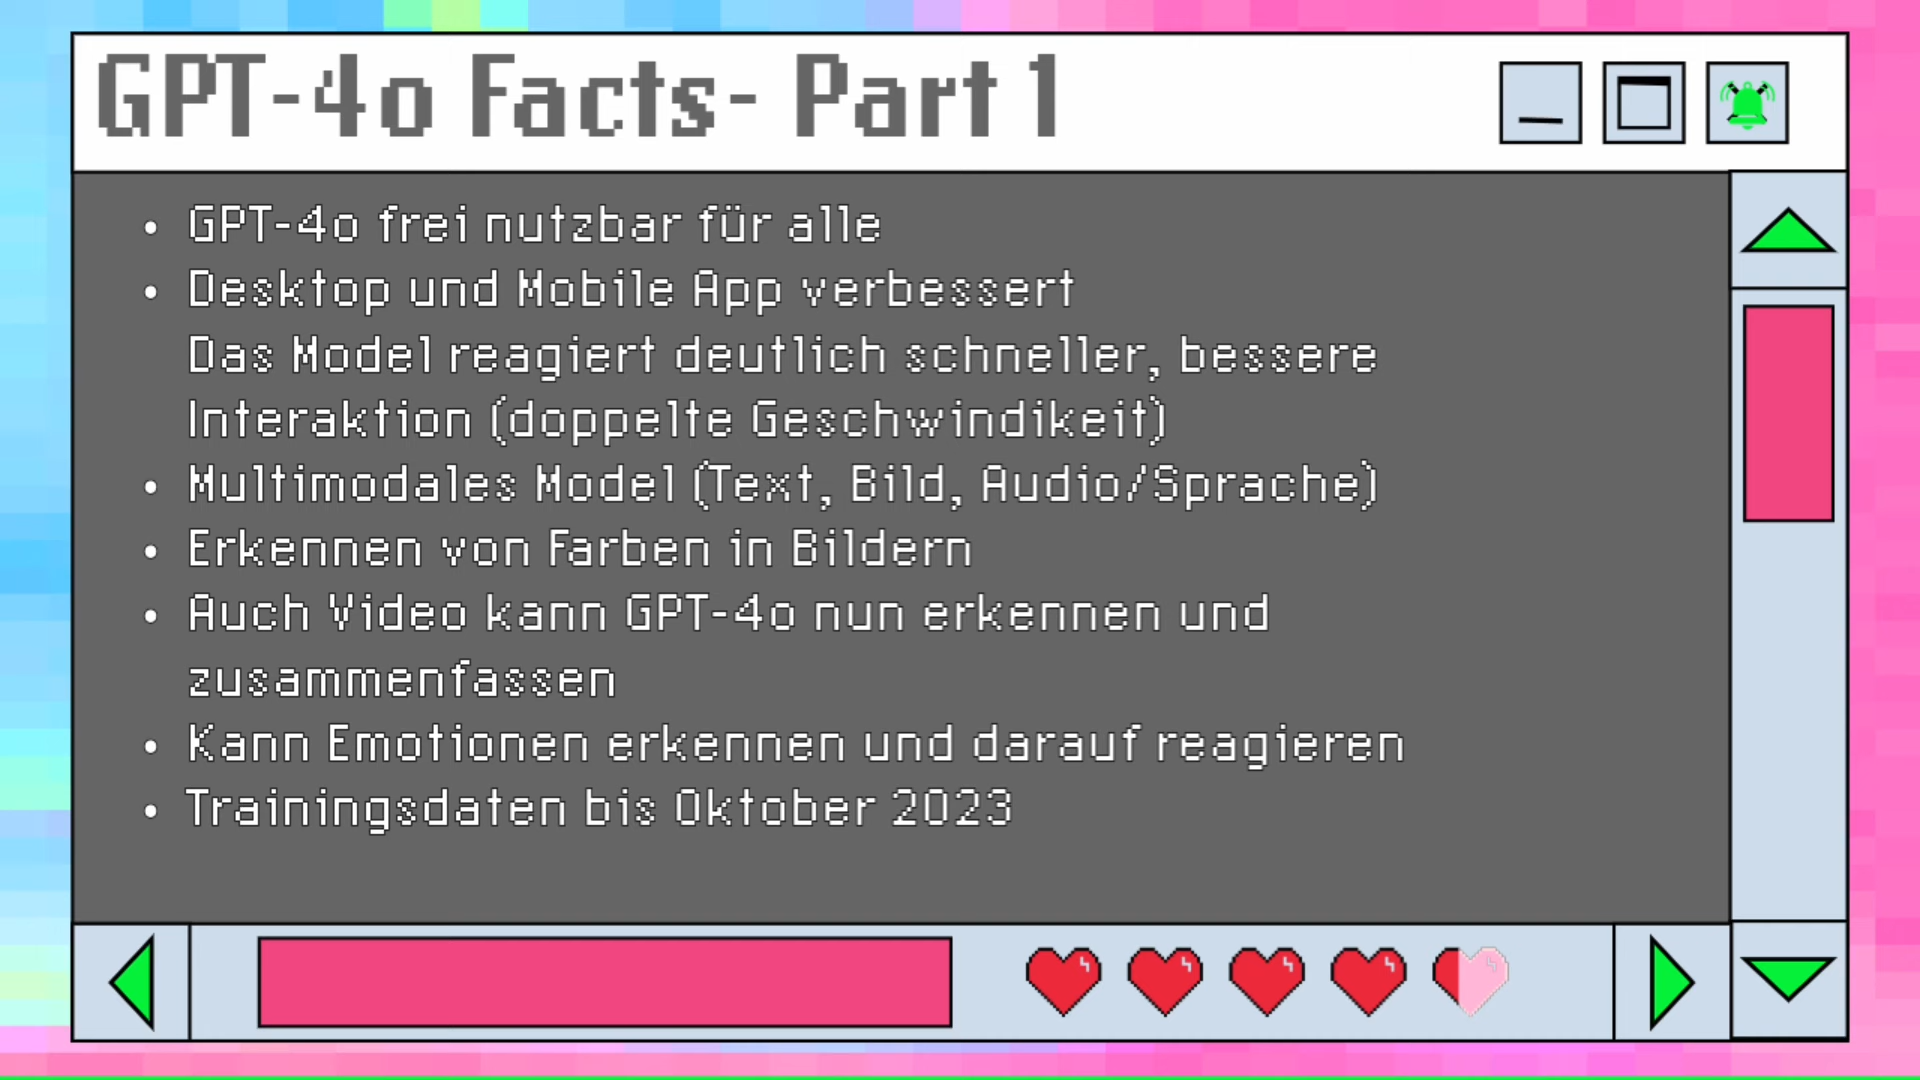 GPT-4o Facts- Part 1
• GPT-4o frei nutzbar für alle
• Desktop und Mobile App verbessert
Das Model reagiert deutlich schneller, bessere
Interaktion (doppelte Geschwindikeit)
• Multimodales Model (Text, Bild, Audio/Sprache)
• Erkennen von Farben in Bildern
• Auch Video kann GPT-4o nun erkennen und
zusammenfassen
• Kann Emotionen erkennen und darauf reagieren
• Trainingsdaten bis Oktober 2023